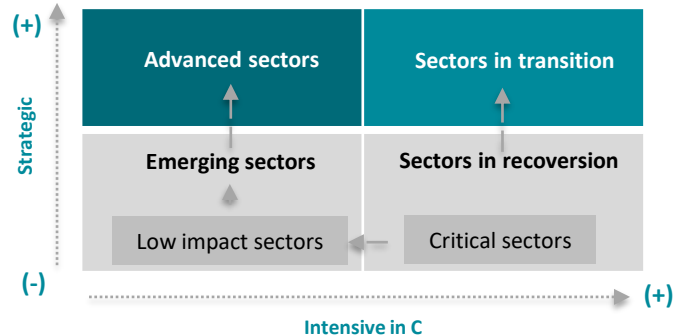 (+)
Advanced sectors
Sectors in transition
Strategic
Emerging sectors
Sectors in recoversion
Low impact sectors
Critical sectors
(-)
(+)
Intensive in C